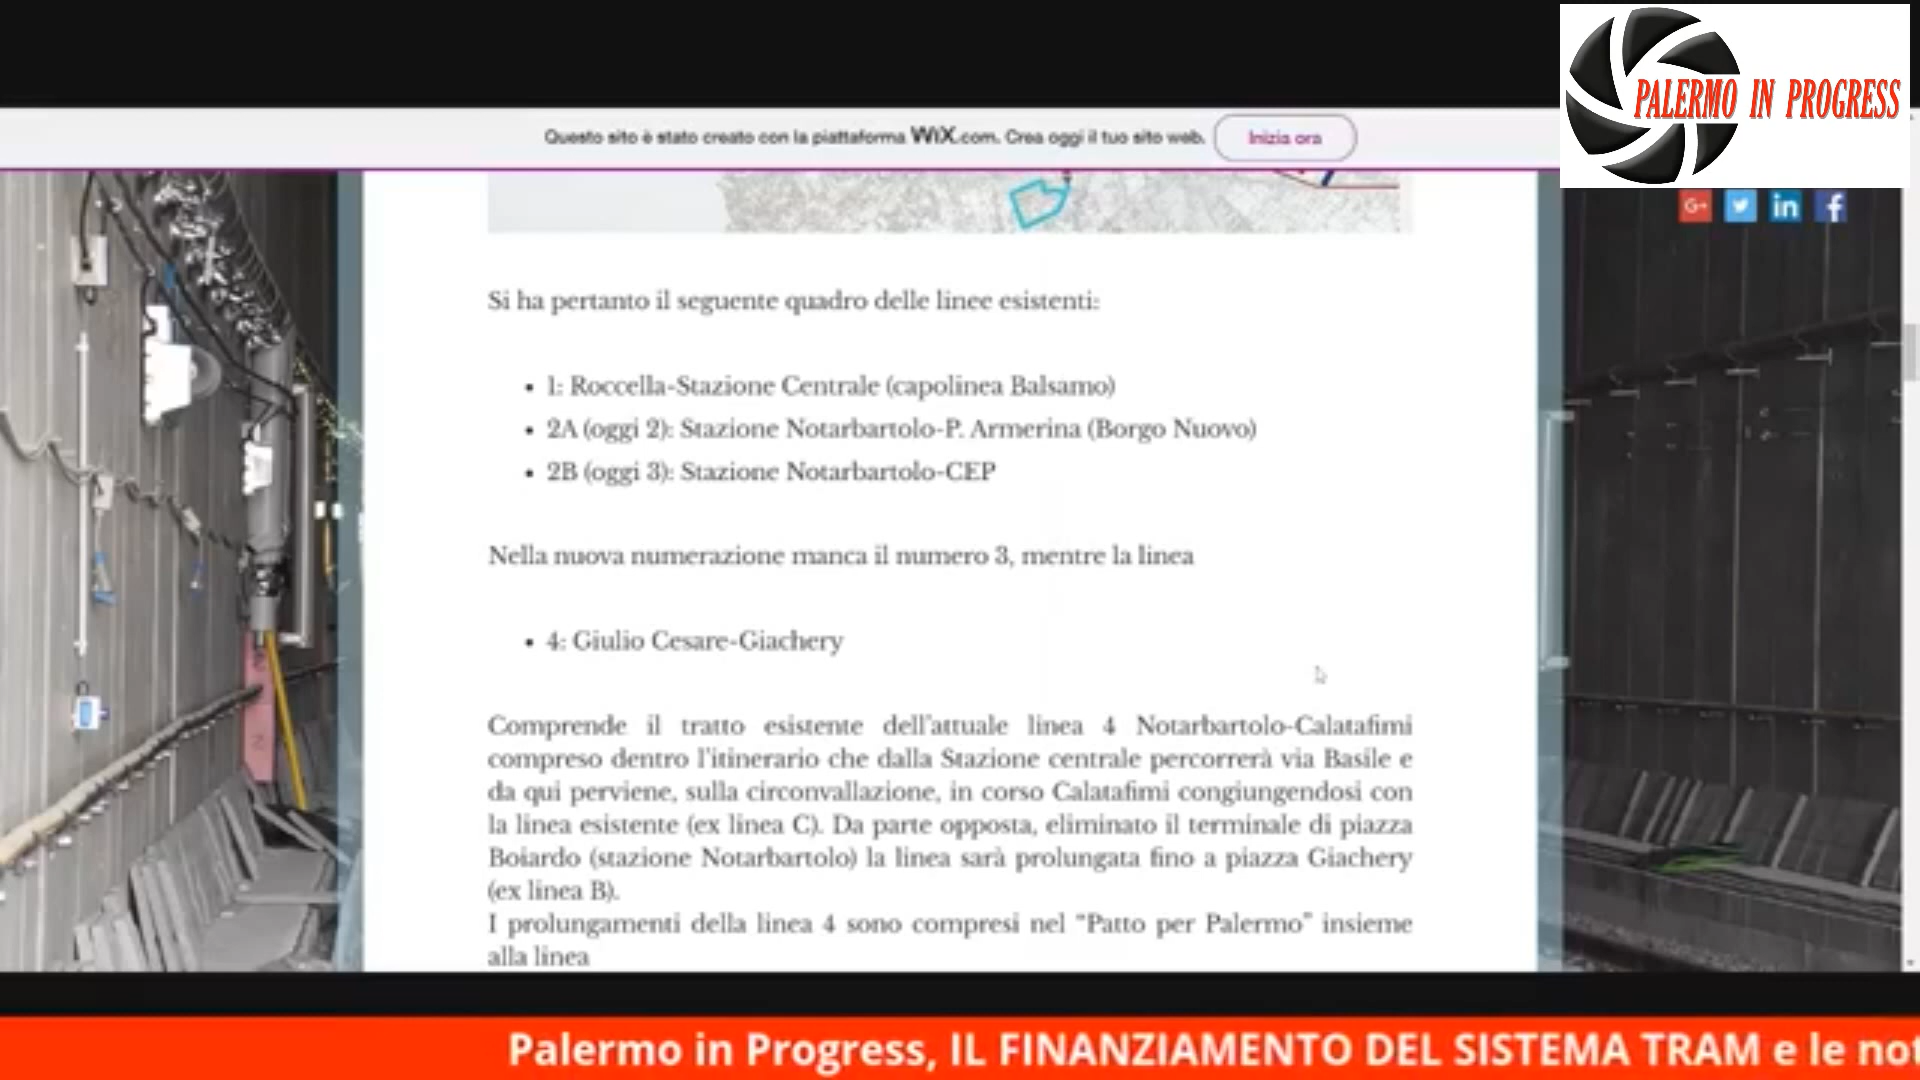 PALERMO IN PROGRESS
Questo sito è stato creato con la piattaforma WiX.com. Crea oggi il tuo sito web.
Inizia ora
G+
in
f
Si ha pertanto il seguente quadro delle linee esistenti:
• 1: Roccella-Stazione Centrale (capolinea Balsamo)
• 2A (oggi 2): Stazione Notarbartolo-P. Armerina (Borgo Nuovo)
• 2B (oggi 3): Stazione Notarbartolo-CEP
Nella nuova numerazione manca il numero 3, mentre la linea
• 4: Giulio Cesare-Giachery
Comprende il tratto esistente dell'attuale linea 4 Notarbartolo-Calatafimi
compreso dentro l'itinerario che dalla Stazione centrale percorrerà via Basile e
da qui perviene, sulla circonvallazione, in corso Calatafimi congiungendosi con
la linea esistente (ex linea C). Da parte opposta, eliminato il terminale di piazza
Boiardo (stazione Notarbartolo) la linea sarà prolungata fino a piazza Giachery
(ex linea B).
I prolungamenti della linea 4 sono compresi nel “Patto per Palermo” insieme
alla linea
Palermo in Progress, IL FINANZIAMENTO DEL SISTEMA TRAM e le not